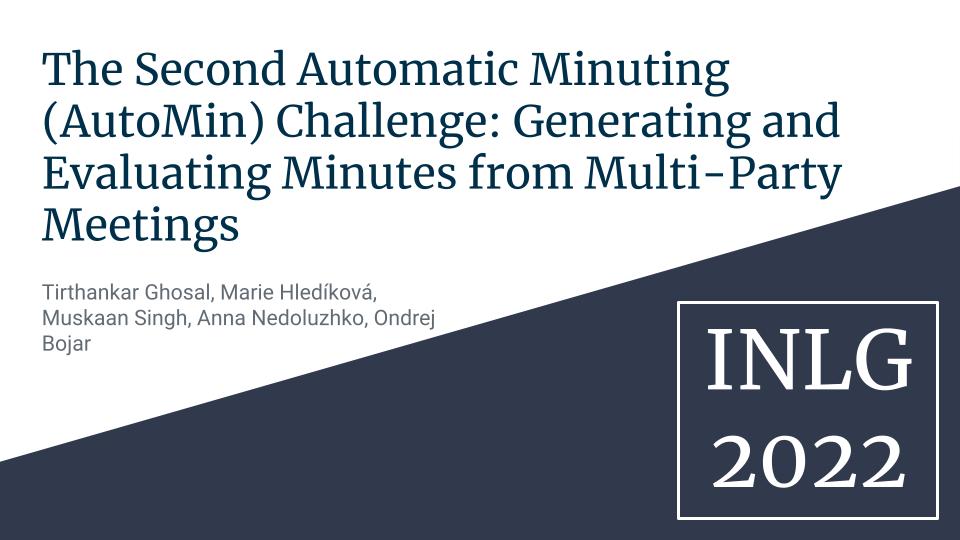 The Second Automatic Minuting
(AutoMin) Challenge: Generating and
Evaluating Minutes from Multi-Party
Meetings
Tirthankar Ghosal, Marie Hledíková,
Muskaan Singh, Anna Nedoluzhko, Ondrej
Bojar
INLG
2022